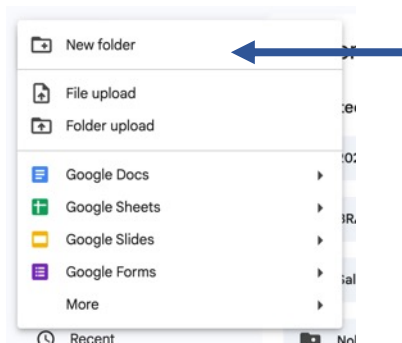 New folder
File upload
Folder upload
Google Docs
Google Sheets
Google Slides
Google Forms
More
Recent